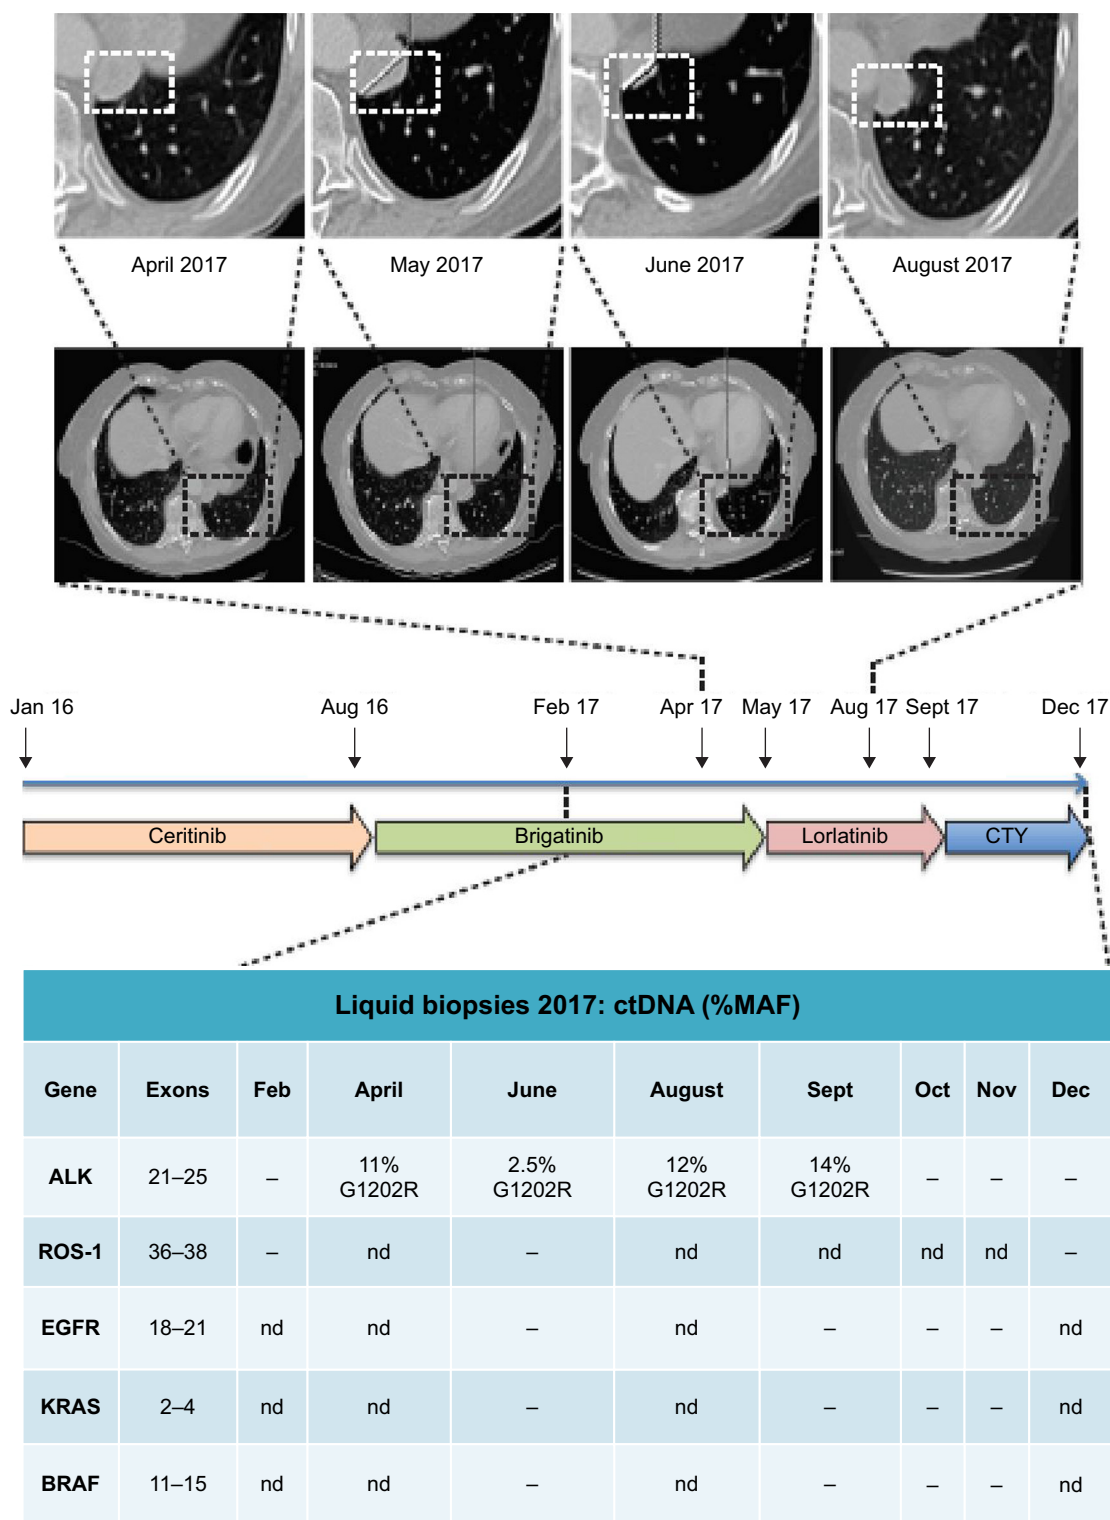 April 2017 May 2017 June 2017 August 2017
Jan 16 Aug 16 Feb 17 Apr 17 May 17 Aug 17 Sept 17 Dec 17
Ceritinib Brigatinib Lorlatinib CTY
Liquid biopsies 2017: ctDNA (%MAF)
Gene Exons Feb April June August Sept Oct Nov Dec
ALK 21–25 – 11% G1202R 2.5% G1202R 12% G1202R 14% G1202R – – –
ROS-1 36–38 – nd – nd nd nd nd –
EGFR 18–21 nd nd – nd – – – nd
KRAS 2–4 nd nd – nd – – – nd
BRAF 11–15 nd nd – nd – – – nd